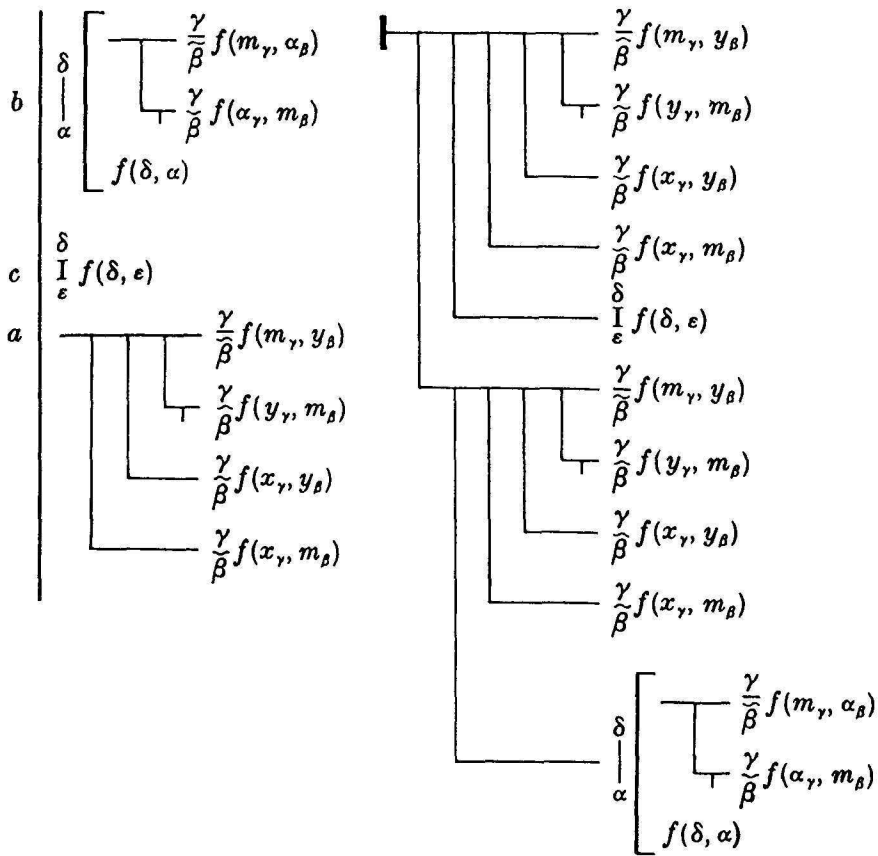 b
δ
α
γ
β̃ f(m_γ, α_β)
γ
β̃ f(α_γ, m_β)
f(δ, α)
c
δ
I f(δ, ε)
ε
a
γ
β̃ f(m_γ, y_β)
γ
β̃ f(y_γ, m_β)
γ
β̃ f(x_γ, y_β)
γ
β̃ f(x_γ, m_β)
γ
β̃ f(m_γ, y_β)
γ
β̃ f(y_γ, m_β)
γ
β̃ f(x_γ, y_β)
γ
β̃ f(x_γ, m_β)
δ
I f(δ, ε)
ε
γ
β̃ f(m_γ, y_β)
γ
β̃ f(y_γ, m_β)
γ
β̃ f(x_γ, y_β)
γ
β̃ f(x_γ, m_β)
δ
α
γ
β̃ f(m_γ, α_β)
γ
β̃ f(α_γ, m_β)
f(δ, α)